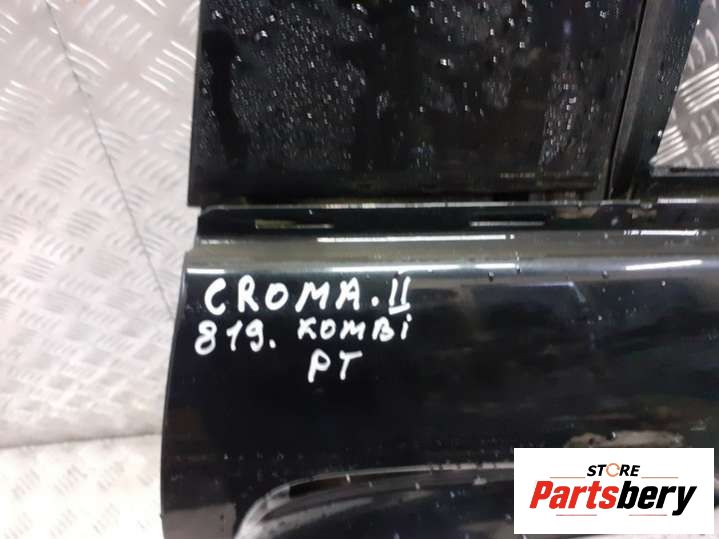 CROMA.II
819. KOMBi
PT
STORE
Partsbery